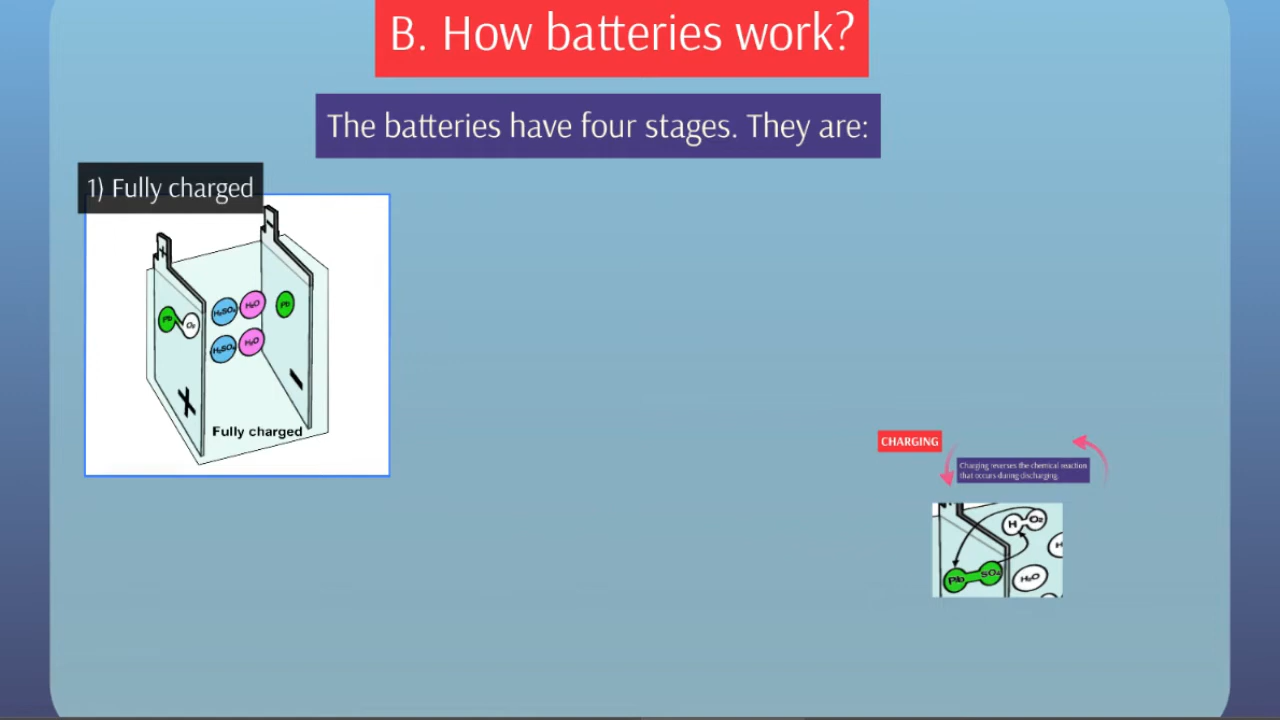 B. How batteries work?
The batteries have four stages. They are:
1) Fully charged
+
-
Pb
O₂
H₂SO₄
H₂O
Pb
H₂SO₄
H₂O
+
-
Fully charged
CHARGING
Charging reverses the chemical reaction
that occurs during discharging.
H
O₂
H
Pb
SO₄
H₂O